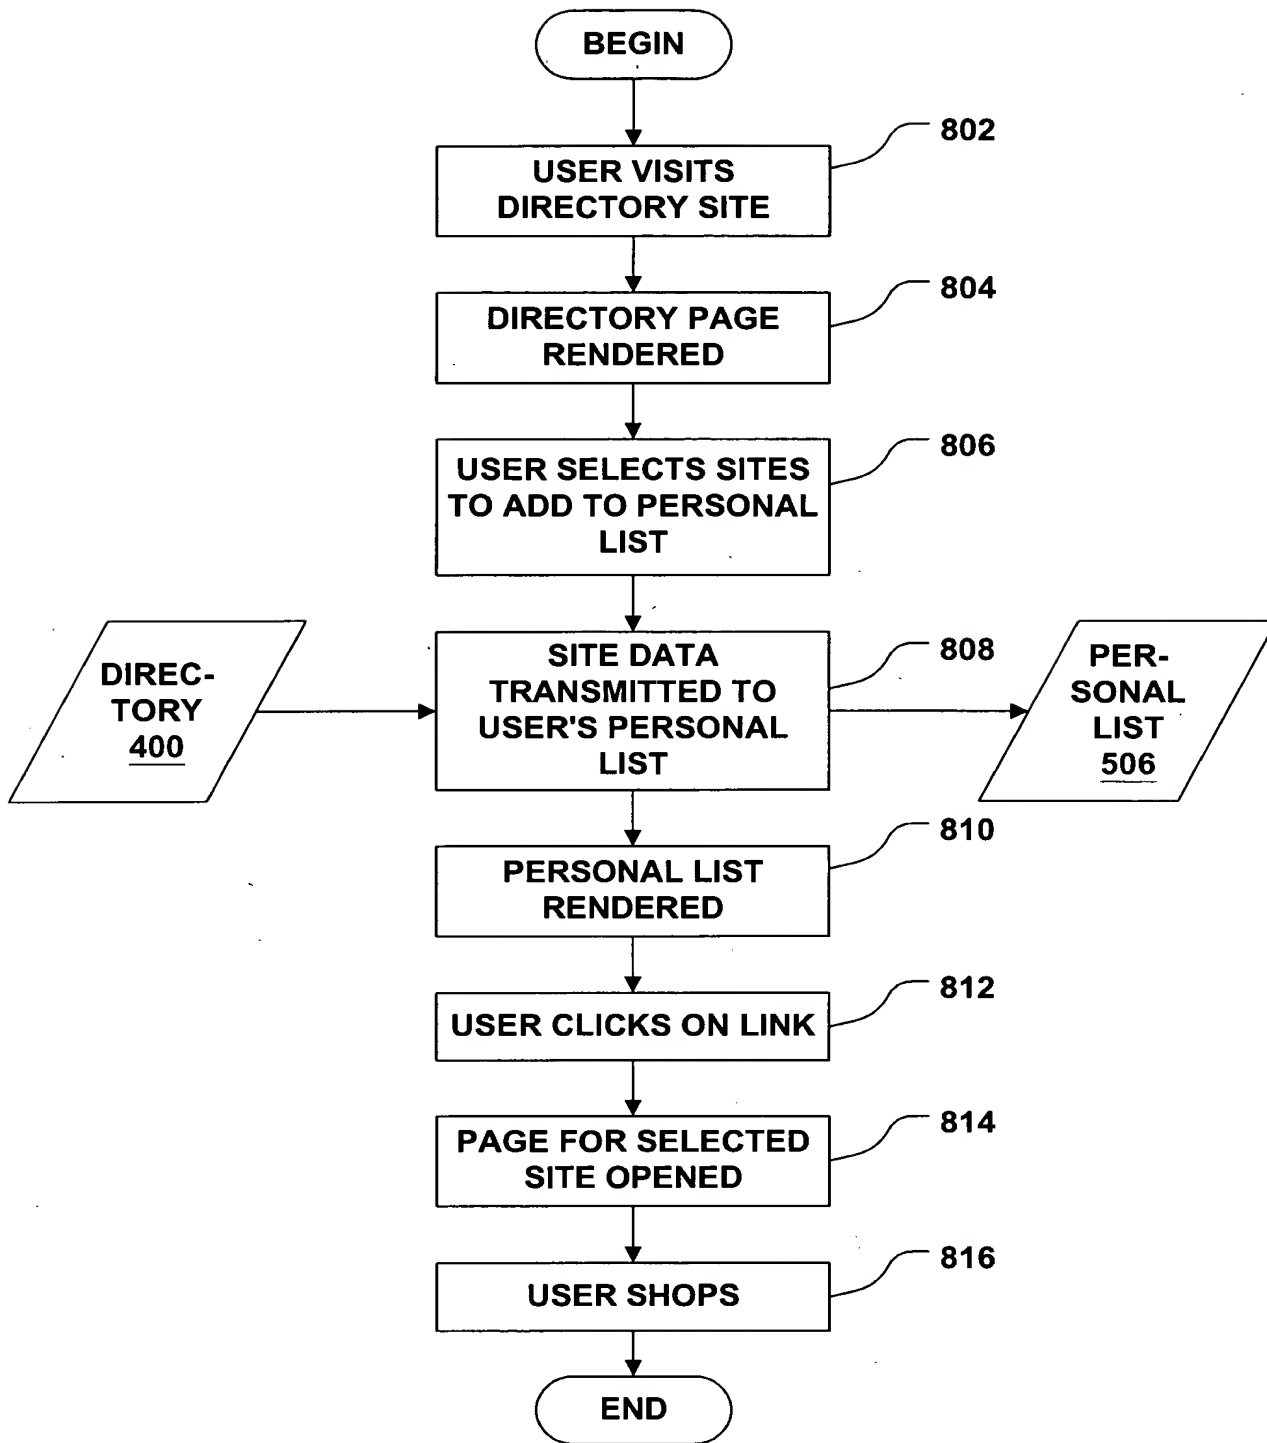 BEGIN
802
USER VISITS
DIRECTORY SITE
804
DIRECTORY PAGE
RENDERED
806
USER SELECTS SITES
TO ADD TO PERSONAL
LIST
DIREC-
TORY
400
808
SITE DATA
TRANSMITTED TO
USER'S PERSONAL
LIST
PER-
SONAL
LIST
506
810
PERSONAL LIST
RENDERED
812
USER CLICKS ON LINK
814
PAGE FOR SELECTED
SITE OPENED
816
USER SHOPS
END